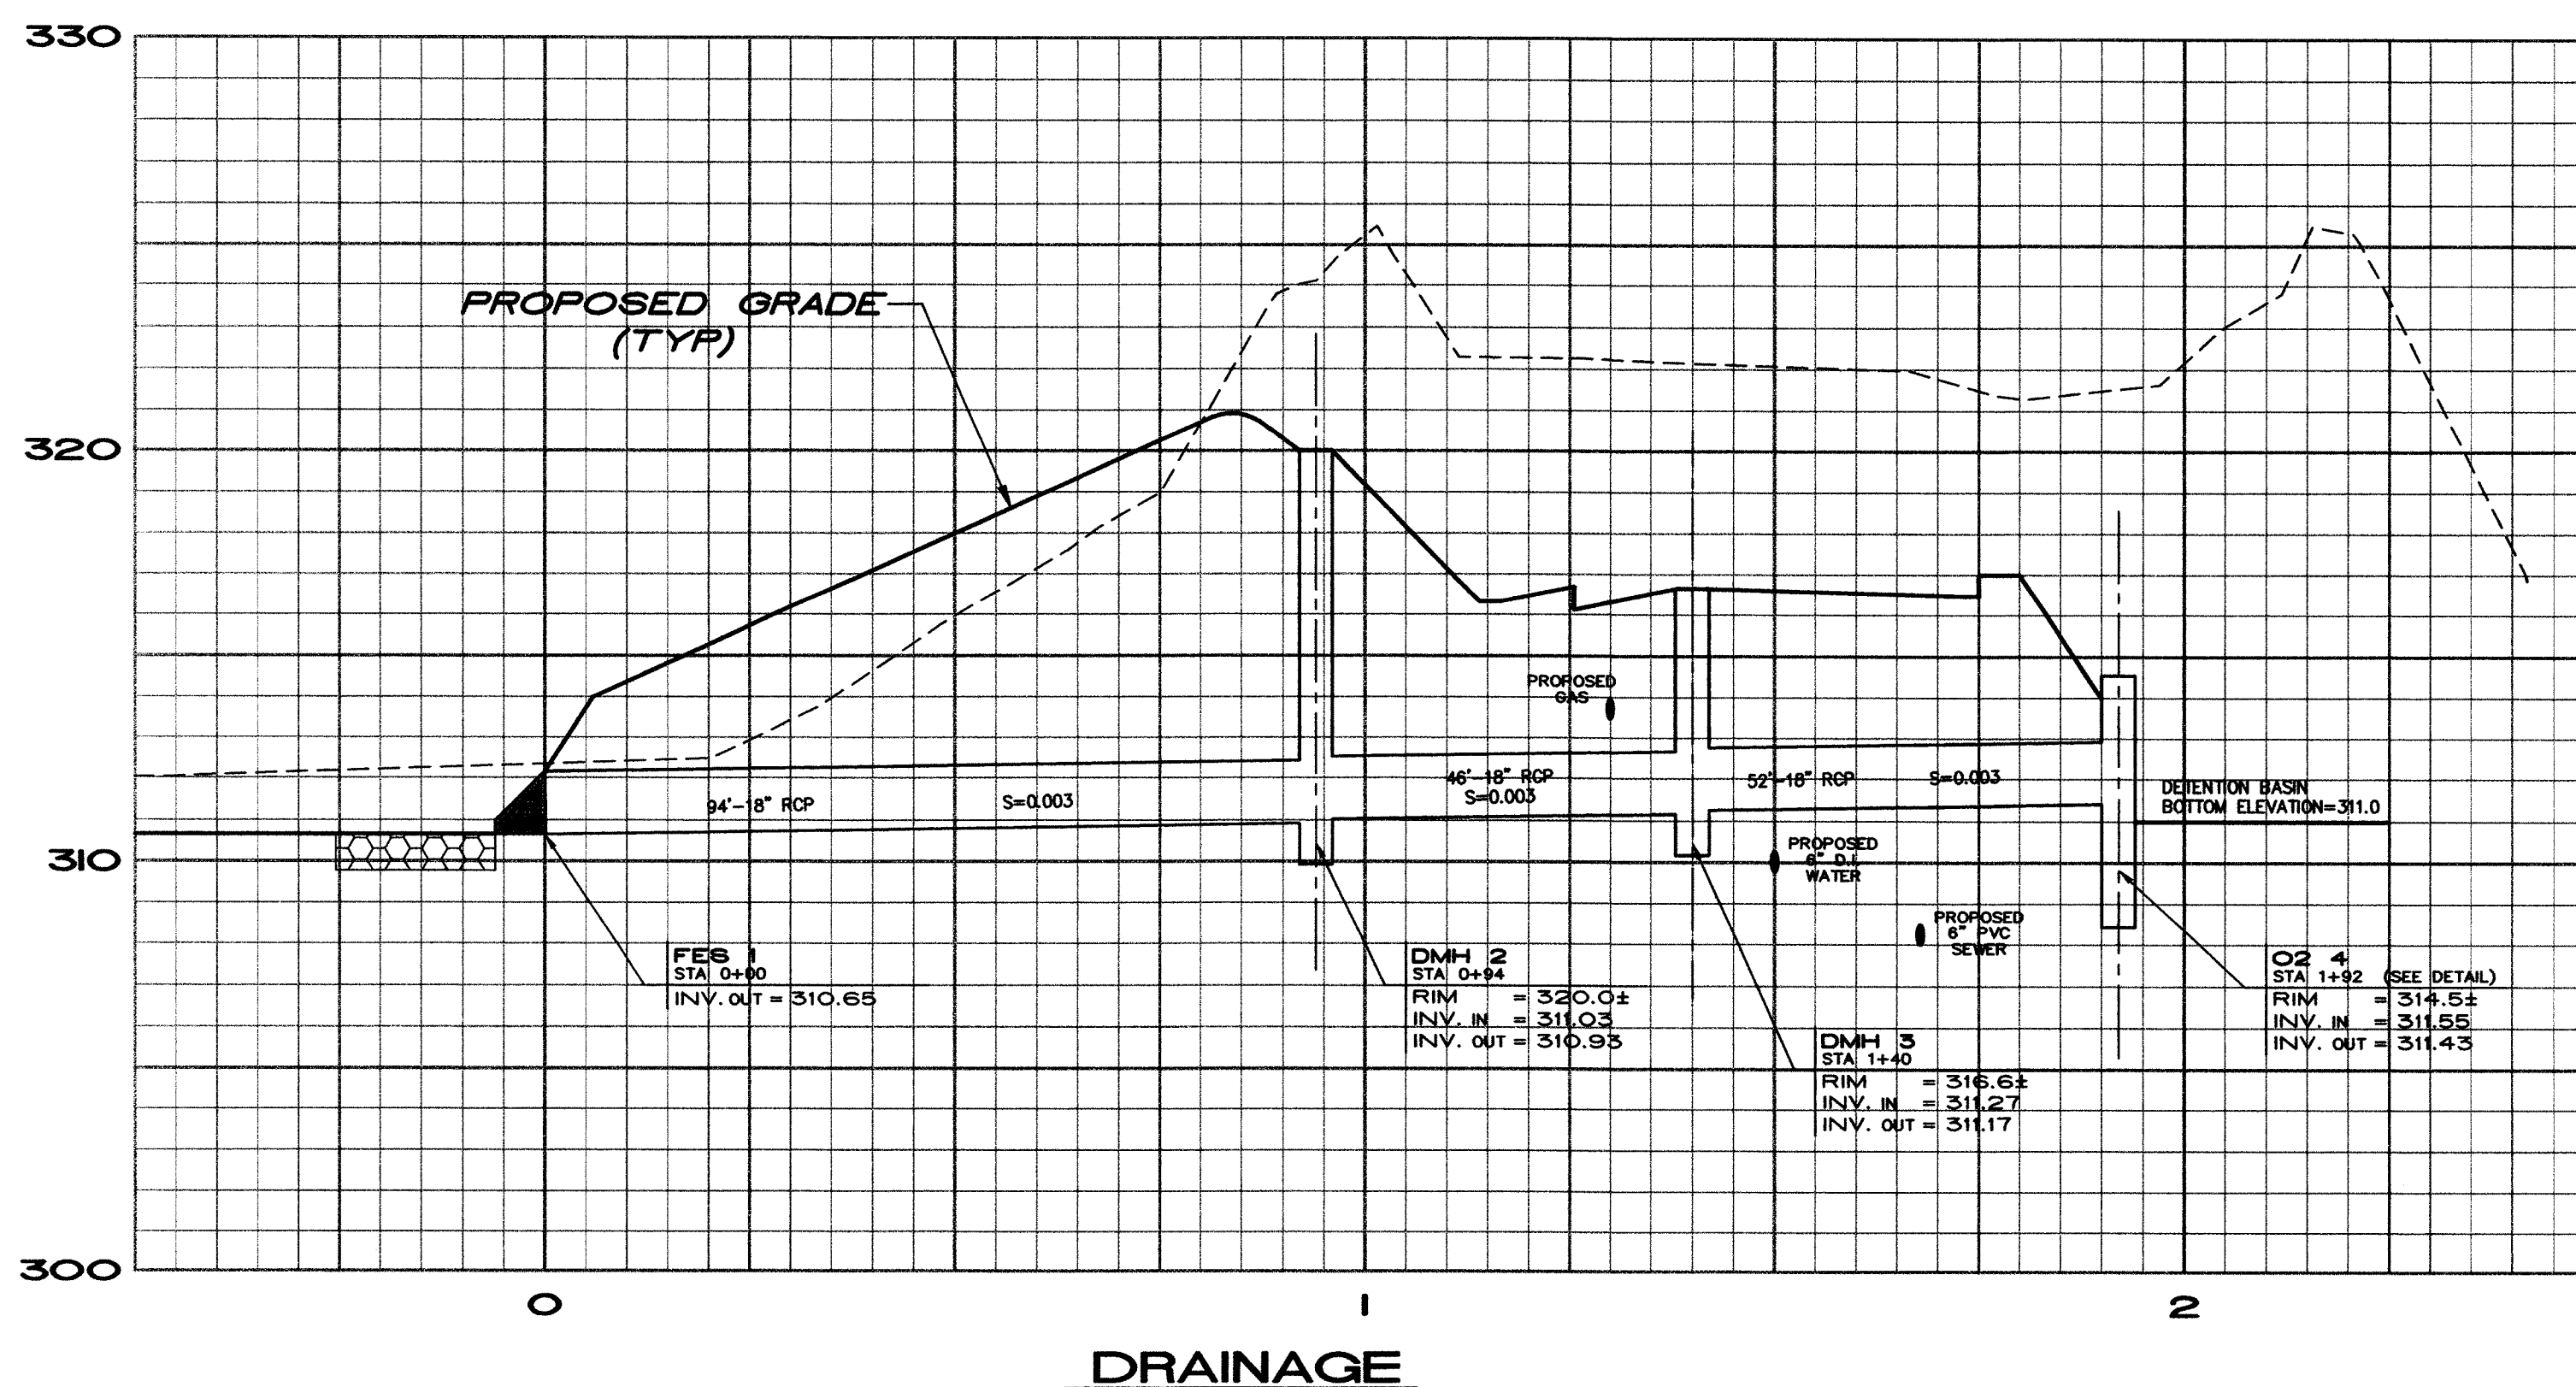 330
PROPOSED GRADE
(TYP)
320
PROPOSED
GAS
94'-18" RCP
S=0.003
46'-18" RCP
S=0.003
52'-18" RCP
S=0.003
DETENTION BASIN
BOTTOM ELEVATION=311.0
310
PROPOSED
6" D.I.
WATER
PROPOSED
6" PVC
SEWER
FES 1
STA 0+00
INV. OUT = 310.65
DMH 2
STA 0+94
RIM = 320.0±
INV. IN = 311.03
INV. OUT = 310.93
DMH 3
STA 1+40
RIM = 316.6±
INV. IN = 311.27
INV. OUT = 311.17
O2 4
STA 1+92 (SEE DETAIL)
RIM = 314.5±
INV. IN = 311.55
INV. OUT = 311.43
300
0
1
2
DRAINAGE